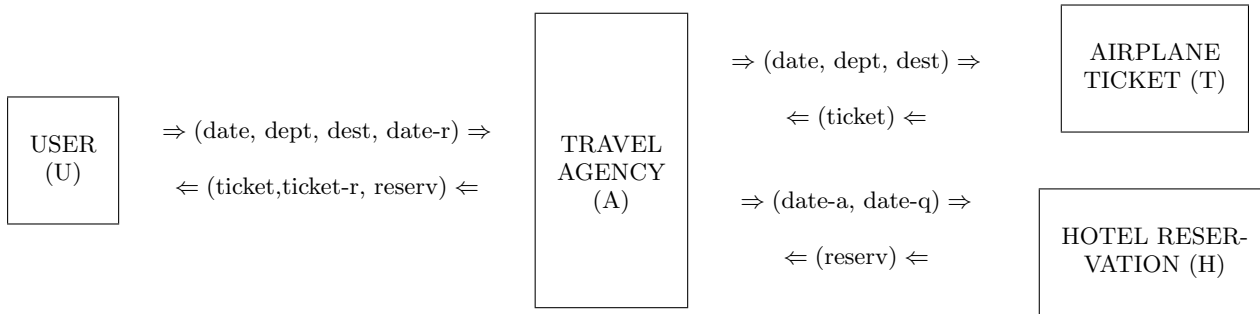 USER
(U)
⇒ (date, dept, dest, date-r) ⇒
⇐ (ticket,ticket-r, reserv) ⇐
TRAVEL
AGENCY
(A)
⇒ (date, dept, dest) ⇒
⇐ (ticket) ⇐
⇒ (date-a, date-q) ⇒
⇐ (reserv) ⇐
AIRPLANE
TICKET (T)
HOTEL RESER-
VATION (H)